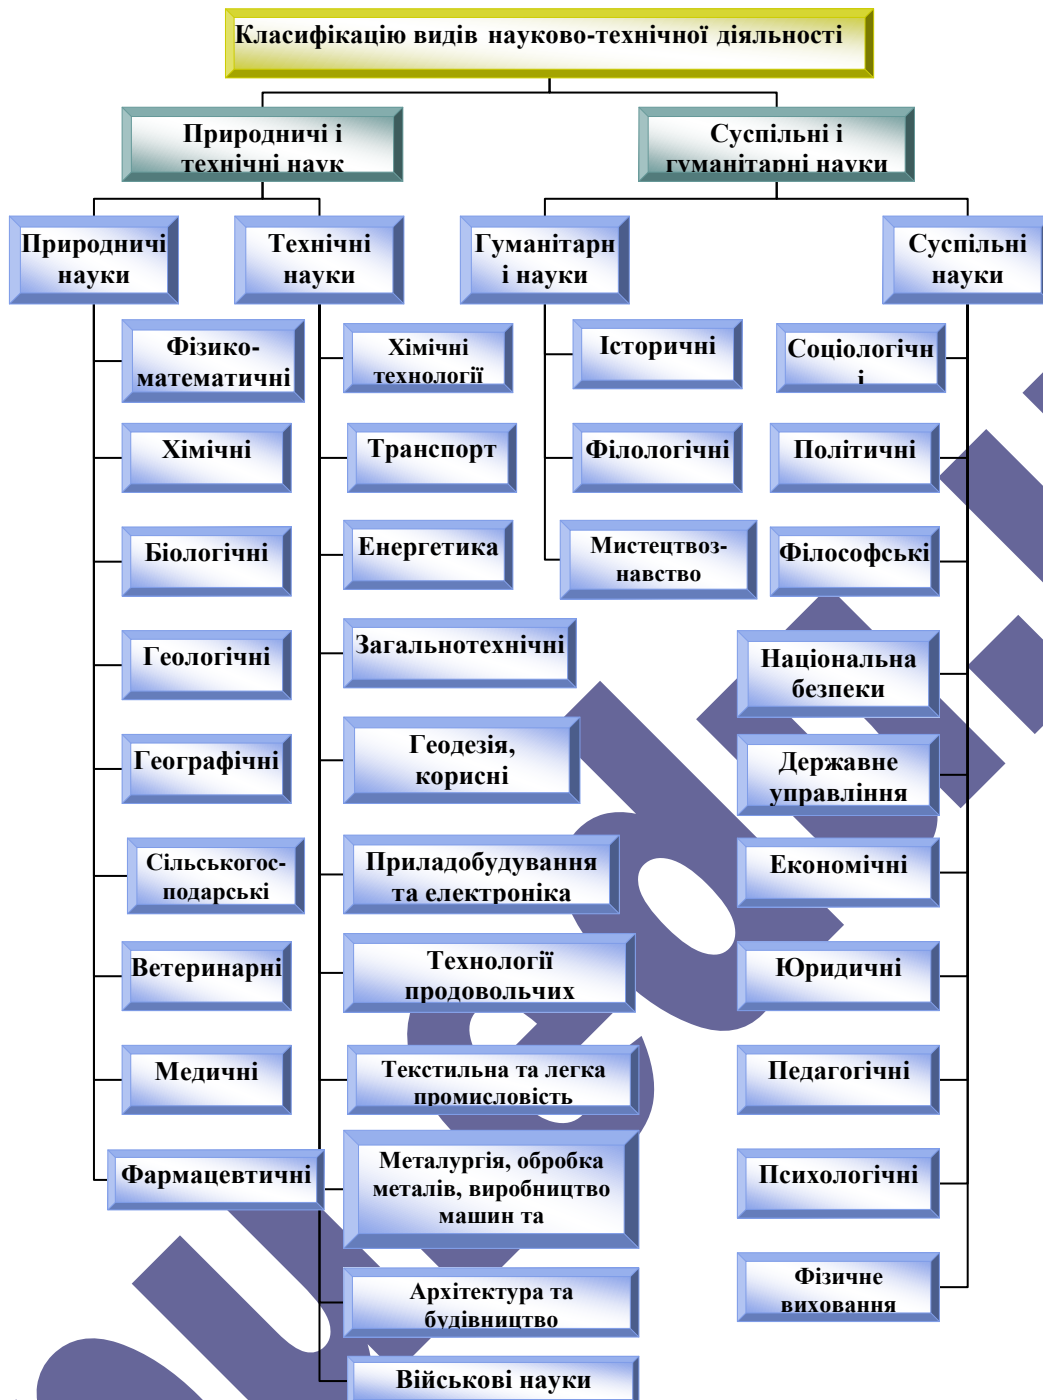 Класифікацію видів науково-технічної діяльності
Природничі і
технічні наук
Суспільні і
гуманітарні науки
Природничі
науки
Технічні
науки
Гуманітарн
і науки
Суспільні
науки
Фізико-
математичні
Хімічні
Біологічні
Геологічні
Географічні
Сільськогос-
подарські
Ветеринарні
Медичні
Фармацевтичні
Хімічні
технології
Транспорт
Енергетика
Загальнотехнічні
Геодезія,
корисні
Приладобудування
та електроніка
Технології
продовольчих
Текстильна та легка
промисловість
Металургія, обробка
металів, виробництво
машин та
Архітектура та
будівництво
Військові науки
Історичні
Філологічні
Мистецтвоз-
навство
Соціологічн
і
Політичні
Філософські
Національна
безпеки
Державне
управління
Економічні
Юридичні
Педагогічні
Психологічні
Фізичне
виховання